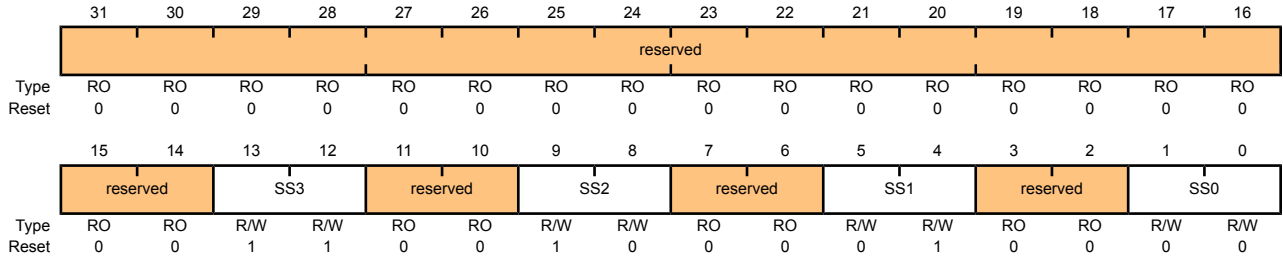 31 30 29 28 27 26 25 24 23 22 21 20 19 18 17 16
reserved
Type RO RO RO RO RO RO RO RO RO RO RO RO RO RO RO RO
Reset 0 0 0 0 0 0 0 0 0 0 0 0 0 0 0 0
15 14 13 12 11 10 9 8 7 6 5 4 3 2 1 0
reserved SS3 reserved SS2 reserved SS1 reserved SS0
Type RO RO R/W R/W RO RO R/W R/W RO RO R/W R/W RO RO R/W R/W
Reset 0 0 1 1 0 0 1 0 0 0 0 1 0 0 0 0